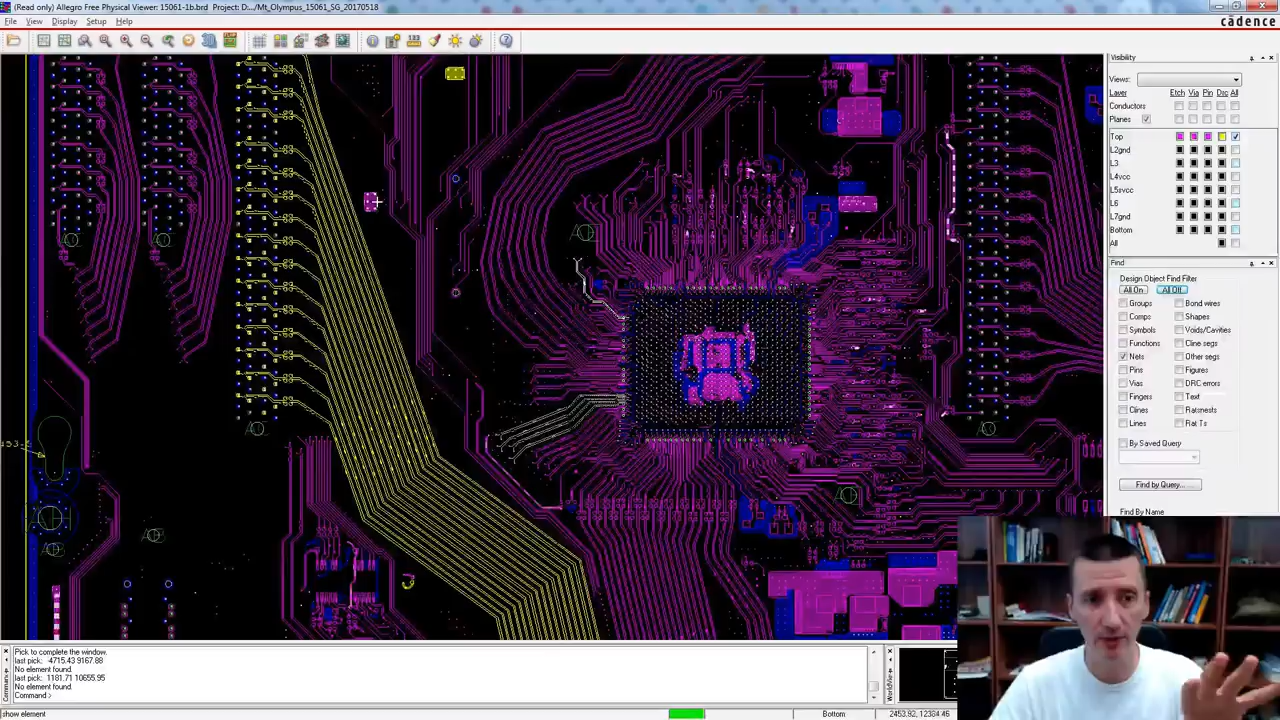 (Read only) Allegro Free Physical Viewer: 15061-1b.brd Project: D:../Mt_Olympus_15061_SG_20170518
File View Display Setup Help
cadence
Visibility
Views:
Layer Etch Via Pin Drc All
Conductors
Planes
Top
L2gnd
L3
L4vcc
L5svcc
L6
L7gnd
Bottom
All
Find
Design Object Find Filter
All On All Off
Groups Bond wires
Comps Shapes
Symbols Voids/Cavities
Functions Cline segs
Nets Other segs
Pins Figures
Vias DRC errors
Fingers Text
Clines Ratsnests
Lines Rat Ts
By Saved Query
Find by Query...
Find By Name
Pick to complete the window.
last pick: 4715.43 9167.88
No element found.
last pick: 1181.71 10655.95
No element found.
Command >
WorldView
show element
Bottom
2453.82, 12364.46